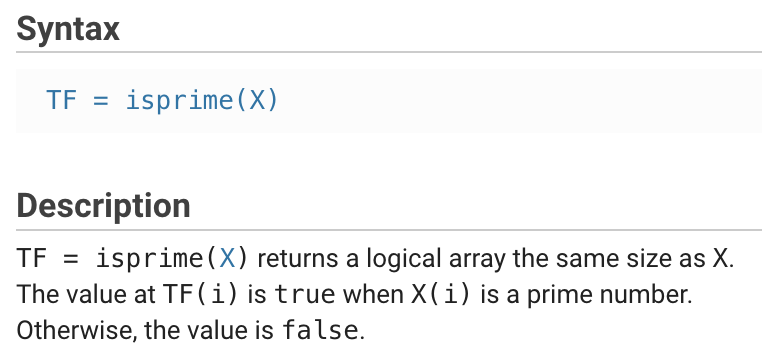 Syntax
TF = isprime(X)
Description
TF = isprime(X) returns a logical array the same size as X.
The value at TF(i) is true when X(i) is a prime number.
Otherwise, the value is false.